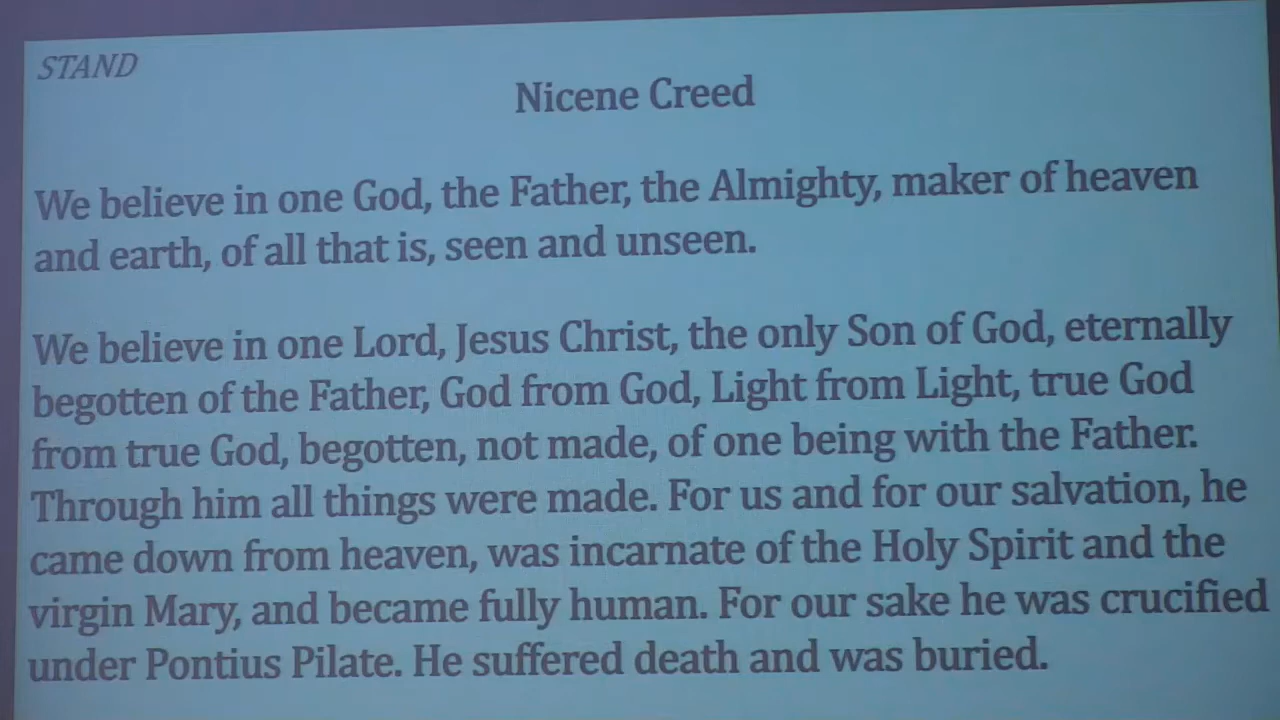 STAND
Nicene Creed
We believe in one God, the Father, the Almighty, maker of heaven
and earth, of all that is, seen and unseen.
We believe in one Lord, Jesus Christ, the only Son of God, eternally
begotten of the Father, God from God, Light from Light, true God
from true God, begotten, not made, of one being with the Father.
Through him all things were made. For us and for our salvation, he
came down from heaven, was incarnate of the Holy Spirit and the
virgin Mary, and became fully human. For our sake he was crucified
under Pontius Pilate. He suffered death and was buried.